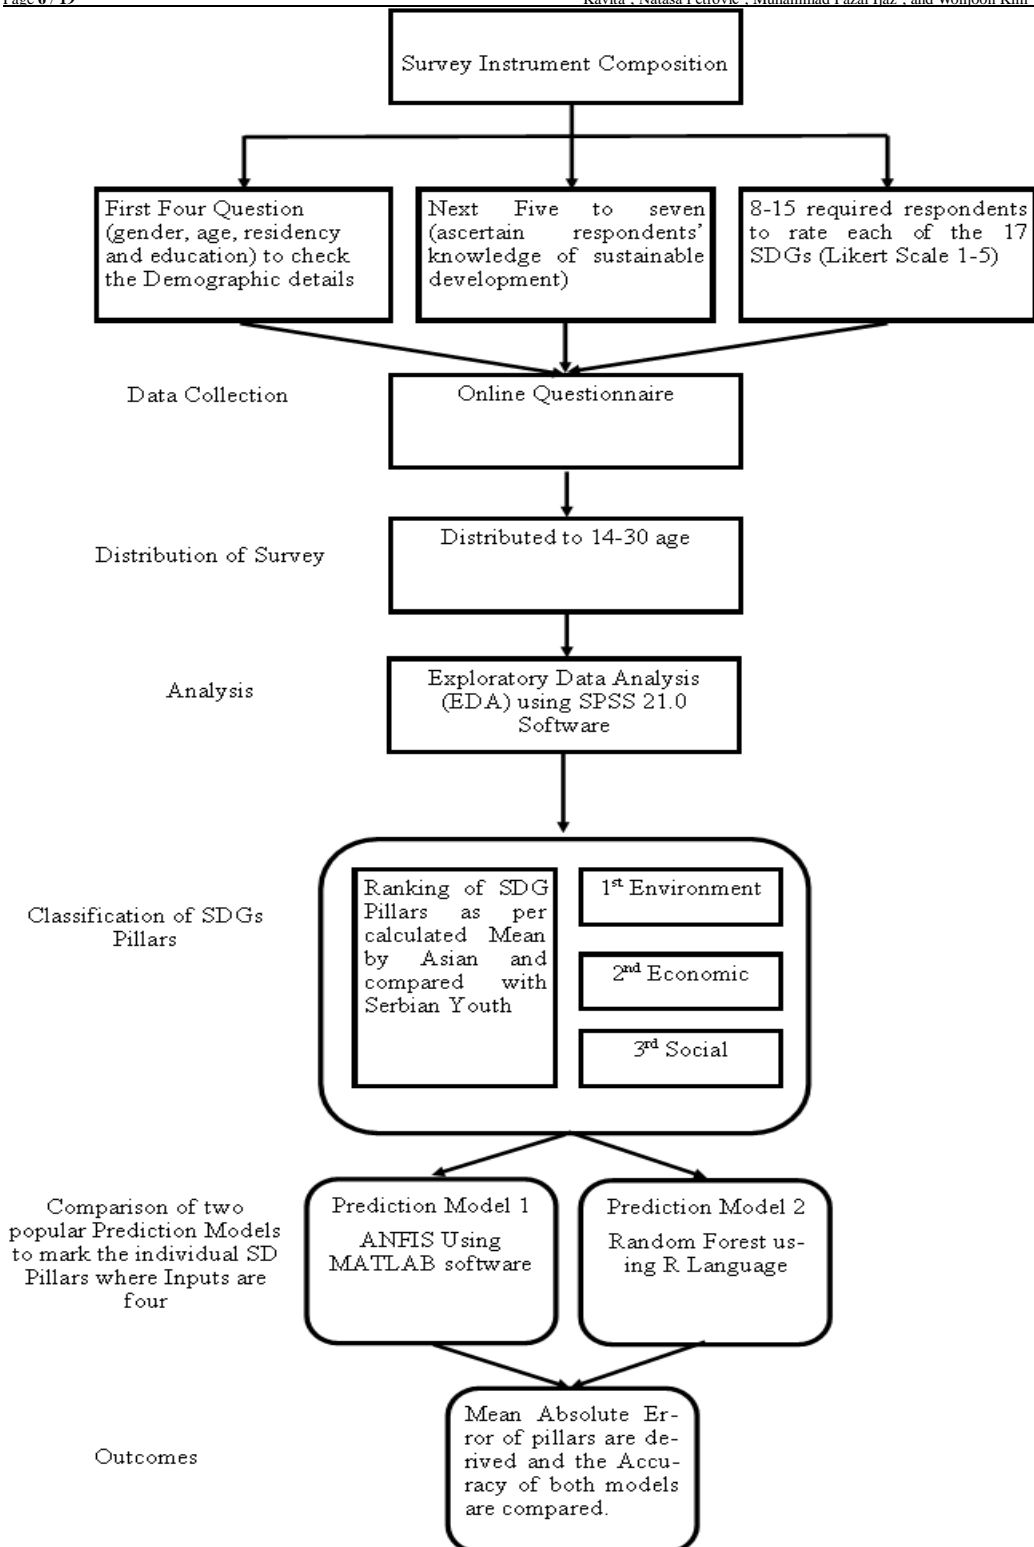 Page 6 / 19
Kavita , Natasa Petrovic , Muhammad Fazal Ijaz , and Wonjoon Kim
Survey Instrument Composition
First Four Question
(gender, age, residency
and education) to check
the Demographic details
Next Five to seven
(ascertain respondents’
knowledge of sustainable
development)
8-15 required respondents
to rate each of the 17
SDGs (Likert Scale 1-5)
Data Collection
Online Questionnaire
Distribution of Survey
Distributed to 14-30 age
Analysis
Exploratory Data Analysis
(EDA) using SPSS 21.0
Software
Classification of SDGs
Pillars
Ranking of SDG
Pillars as per
calculated Mean
by Asian and
compared with
Serbian Youth
1st Environment
2nd Economic
3rd Social
Comparison of two
popular Prediction Models
to mark the individual SD
Pillars where Inputs are
four
Prediction Model 1
ANFIS Using
MATLAB software
Prediction Model 2
Random Forest us-
ing R Language
Outcomes
Mean Absolute Er-
ror of pillars are de-
rived and the Accu-
racy of both models
are compared.